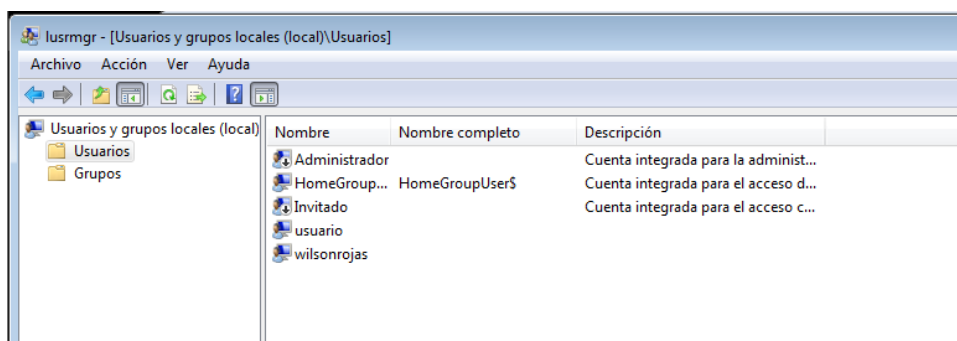 lusrmgr - [Usuarios y grupos locales (local)\Usuarios]
Archivo Acción Ver Ayuda
Usuarios y grupos locales (local)
Usuarios
Grupos
Nombre Nombre completo Descripción
Administrador Cuenta integrada para la administ...
HomeGroup... HomeGroupUser$ Cuenta integrada para el acceso d...
Invitado Cuenta integrada para el acceso c...
usuario
wilsonrojas